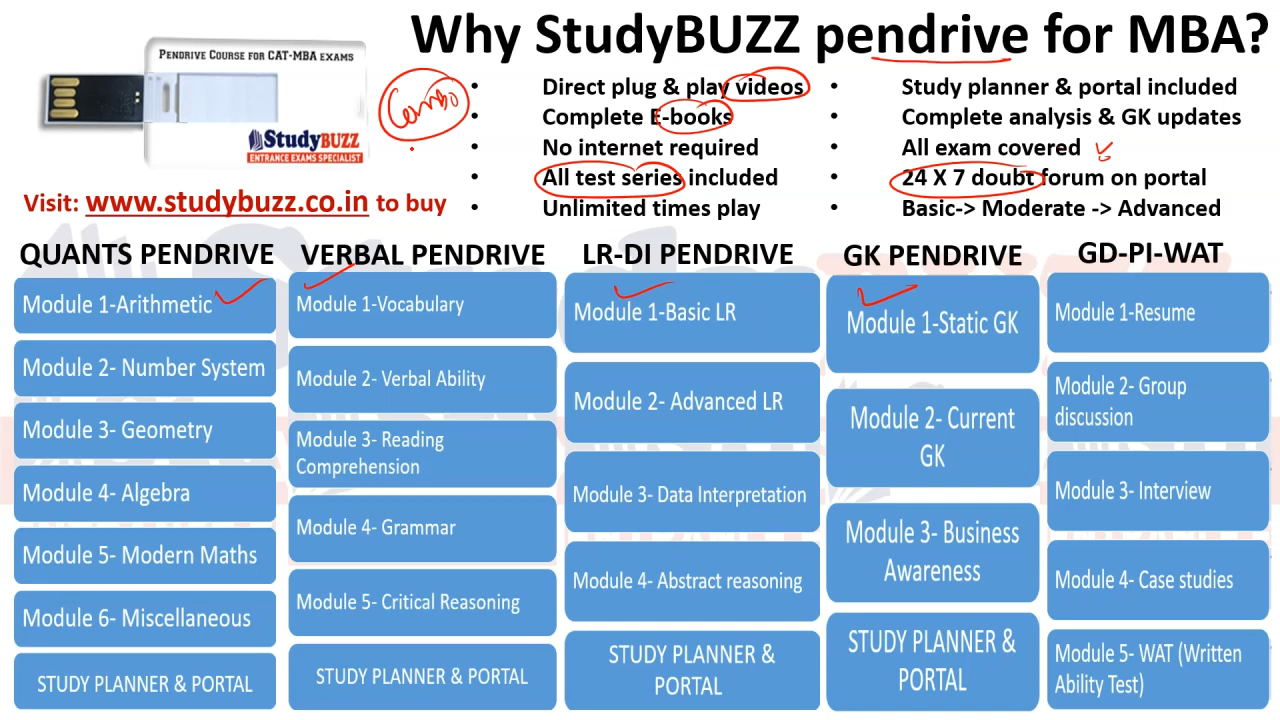 Why StudyBUZZ pendrive for MBA?
PENDRIVE COURSE FOR CAT-MBA EXAMS
StudyBUZZ
ENTRANCE EXAMS SPECIALIST
Visit: www.studybuzz.co.in to buy
Combo
• Direct plug & play videos
• Complete E-books
• No internet required
• All test series included
• Unlimited times play
• Study planner & portal included
• Complete analysis & GK updates
• All exam covered
• 24 X 7 doubt forum on portal
• Basic-> Moderate -> Advanced
QUANTS PENDRIVE
Module 1-Arithmetic
Module 2- Number System
Module 3- Geometry
Module 4- Algebra
Module 5- Modern Maths
Module 6- Miscellaneous
STUDY PLANNER & PORTAL
VERBAL PENDRIVE
Module 1-Vocabulary
Module 2- Verbal Ability
Module 3- Reading
Comprehension
Module 4- Grammar
Module 5- Critical Reasoning
STUDY PLANNER & PORTAL
LR-DI PENDRIVE
Module 1-Basic LR
Module 2- Advanced LR
Module 3- Data Interpretation
Module 4- Abstract reasoning
STUDY PLANNER &
PORTAL
GK PENDRIVE
Module 1-Static GK
Module 2- Current
GK
Module 3- Business
Awareness
STUDY PLANNER &
PORTAL
GD-PI-WAT
Module 1-Resume
Module 2- Group
discussion
Module 3- Interview
Module 4- Case studies
Module 5- WAT (Written
Ability Test)